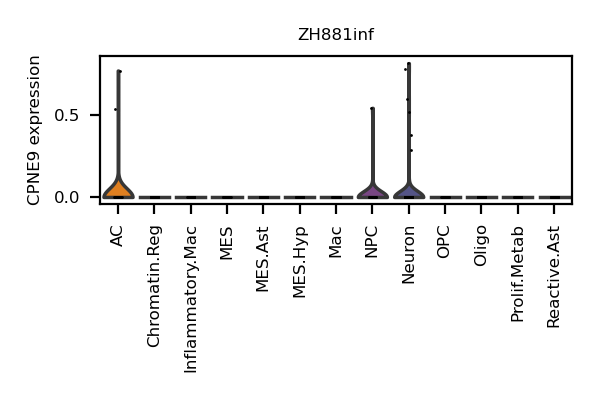 ZH881inf
CPNE9 expression
0.5
0.0
AC
Chromatin.Reg
Inflammatory.Mac
MES
MES.Ast
MES.Hyp
Mac
NPC
Neuron
OPC
Oligo
Prolif.Metab
Reactive.Ast